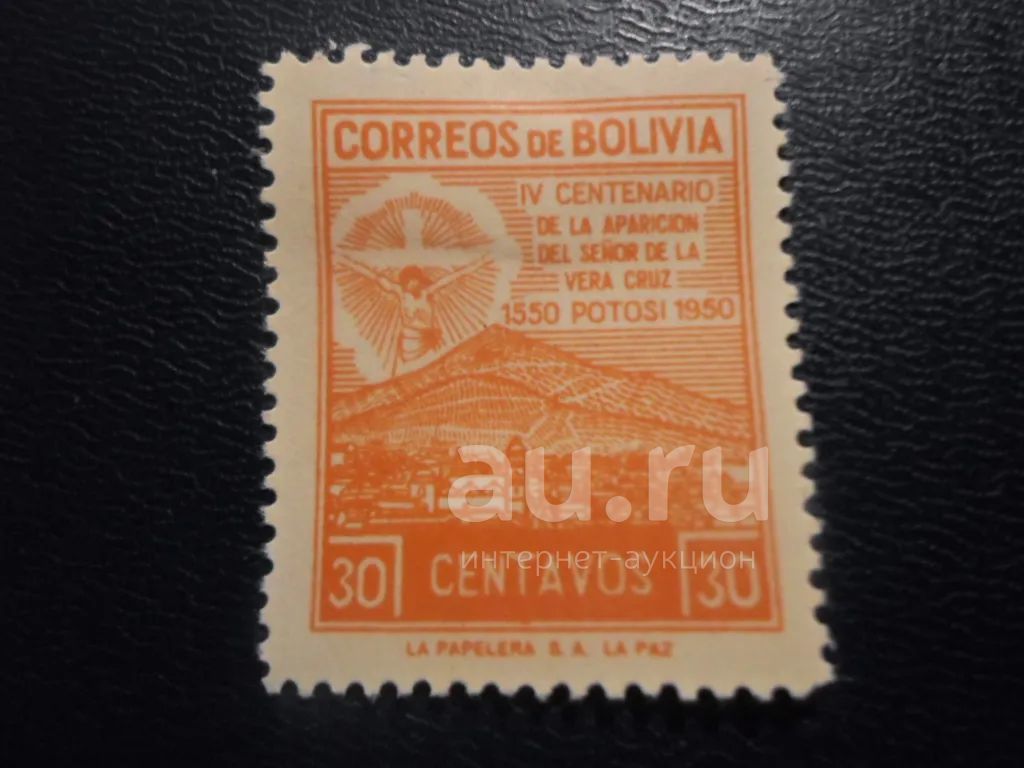 CORREOS DE BOLIVIA
IV CENTENARIO
DE LA APARICION
DEL SEÑOR DE LA
VERA CRUZ
1550 POTOSI 1950
au.ru
интернет-аукцион
30 CENTAVOS 30
LA PAPELERA S. A. LA PAZ